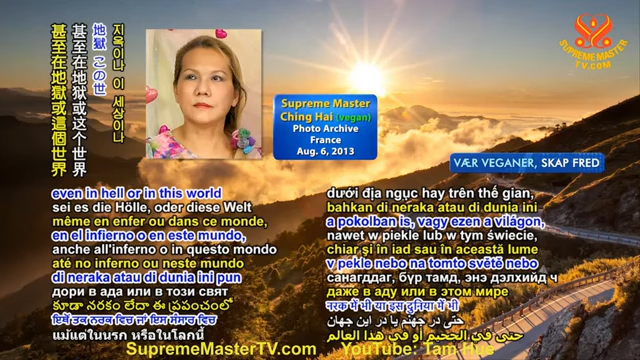 지옥이나 이 세상이나
地獄 この世
甚至在地狱或这个世界
甚至在地獄或這個世界
SUPREME MASTER
TV.COM
Supreme Master
Ching Hai (vegan)
Photo Archive
France
Aug. 6, 2013
VÆR VEGANER, SKAP FRED
even in hell or in this world
sei es die Hölle, oder diese Welt
même en enfer ou dans ce monde,
en el infierno o en este mundo,
anche all'inferno o in questo mondo
até no inferno ou neste mundo
di neraka atau di dunia ini pun
дори в ада или в този свят
కూడా నరకం లేదా ఈ ప్రపంచంలో
ਇਥੋਂ ਤਕ ਨਰਕ ਵਿਚ ਜਾਂ ਇਸ ਸੰਸਾਰ ਵਿਚ
แม้แต่ในนรก หรือในโลกนี้
dưới địa ngục hay trên thế gian,
bahkan di neraka atau di dunia ini
a pokolban is, vagy ezen a világon,
nawet w piekle lub w tym świecie,
chiar și în iad sau în această lume
v pekle nebo na tomto světě nebo
санагддаг, бүр тамд, энэ дэлхийд ч
даже в аду или в этом мире
नरक में भी या इस दुनिया में भी
حتی در جهنم یا در این جهان
حتى في الجحيم أو في هذا العالم
SupremeMasterTV.com
YouTube: Tam Hue